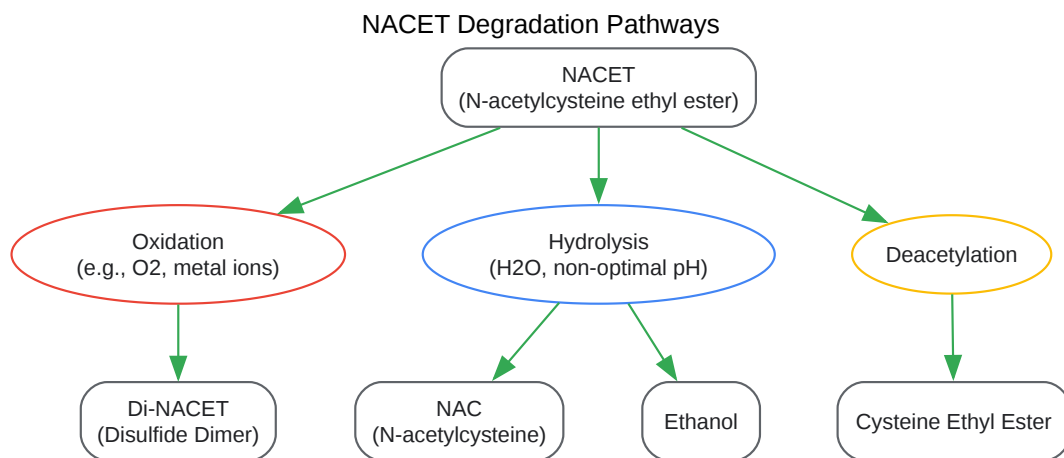 NACET Degradation Pathways
NACET
(N-acetylcysteine ethyl ester)
Oxidation
(e.g., O2, metal ions)
Hydrolysis
(H2O, non-optimal pH)
Deacetylation
Di-NACET
(Disulfide Dimer)
NAC
(N-acetylcysteine)
Ethanol
Cysteine Ethyl Ester